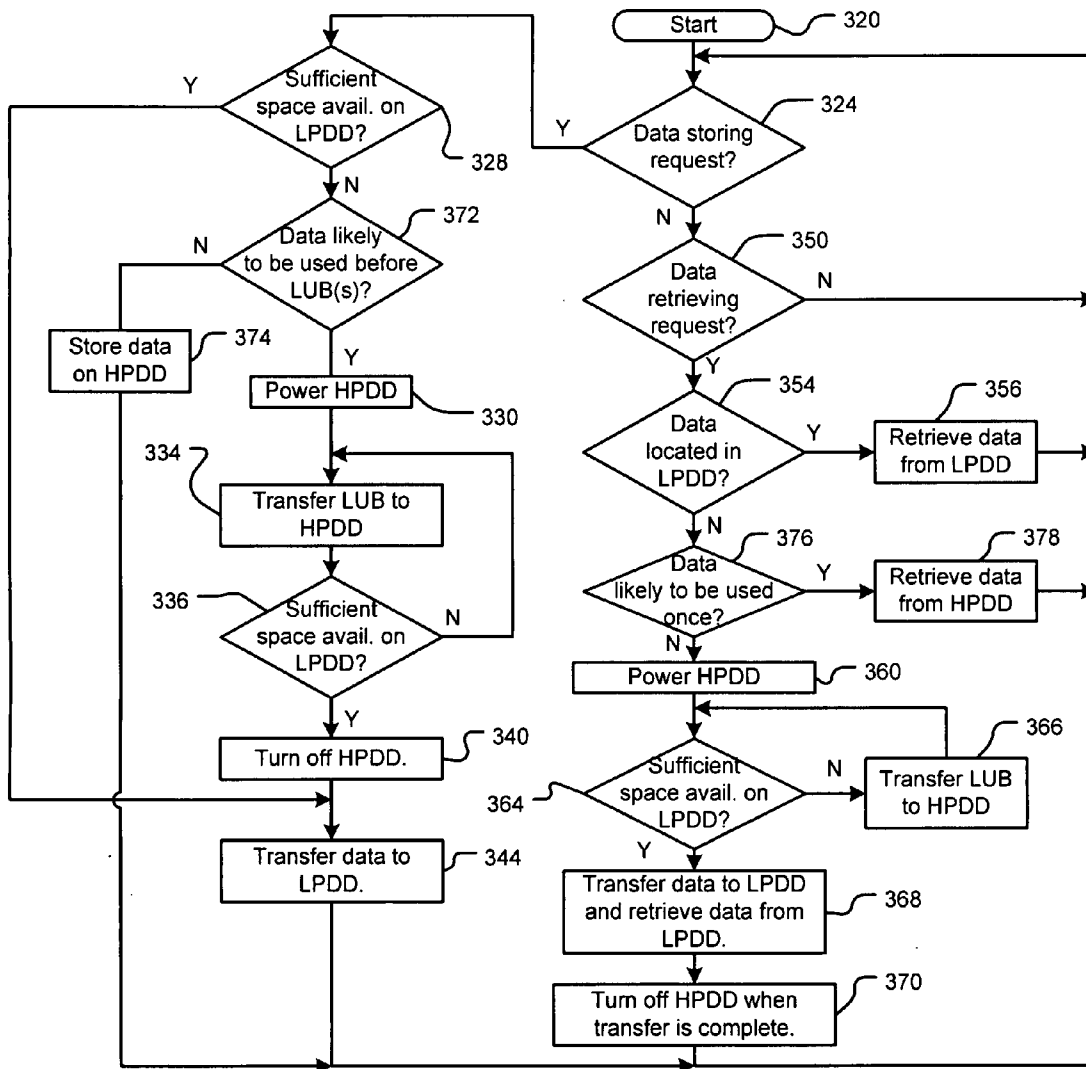 Start
320
Y
Sufficient
space avail. on
LPDD?
328
Y
Data storing
request?
324
N
372
N
Data likely
to be used before
LUB(s)?
N
350
Data
retrieving
request?
N
374
Store data
on HPDD
Y
Power HPDD
330
Y
354
Data
located in
LPDD?
Y
356
Retrieve data
from LPDD
334
Transfer LUB to
HPDD
N
376
Data
likely to be used
once?
Y
378
Retrieve data
from HPDD
336
Sufficient
space avail. on
LPDD?
N
N
Power HPDD
360
Y
Turn off HPDD.
340
364
Sufficient
space avail. on
LPDD?
N
366
Transfer LUB
to HPDD
Transfer data to
LPDD.
344
Y
Transfer data to LPDD
and retrieve data from
LPDD.
368
Turn off HPDD when
transfer is complete.
370